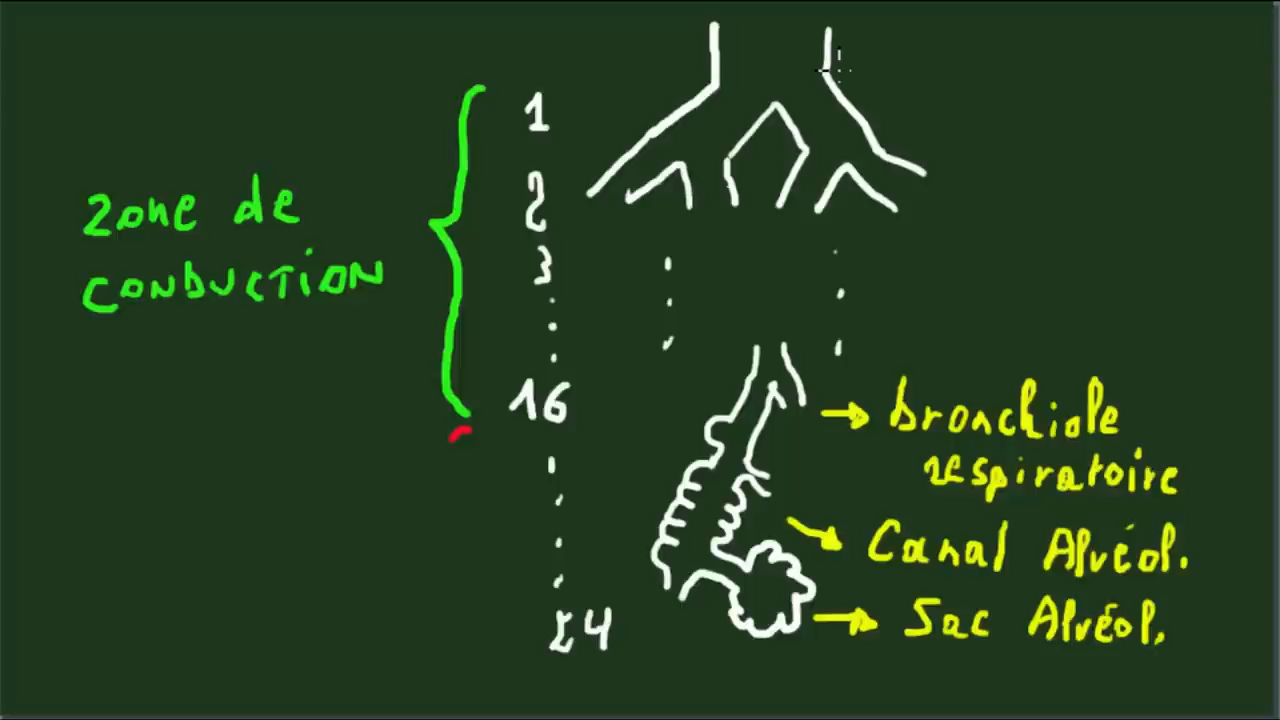 Zone de
CONDUCTION
1
2
3
16
24
bronchiole
respiratoire
Canal Alvéol.
Sac Alvéol.